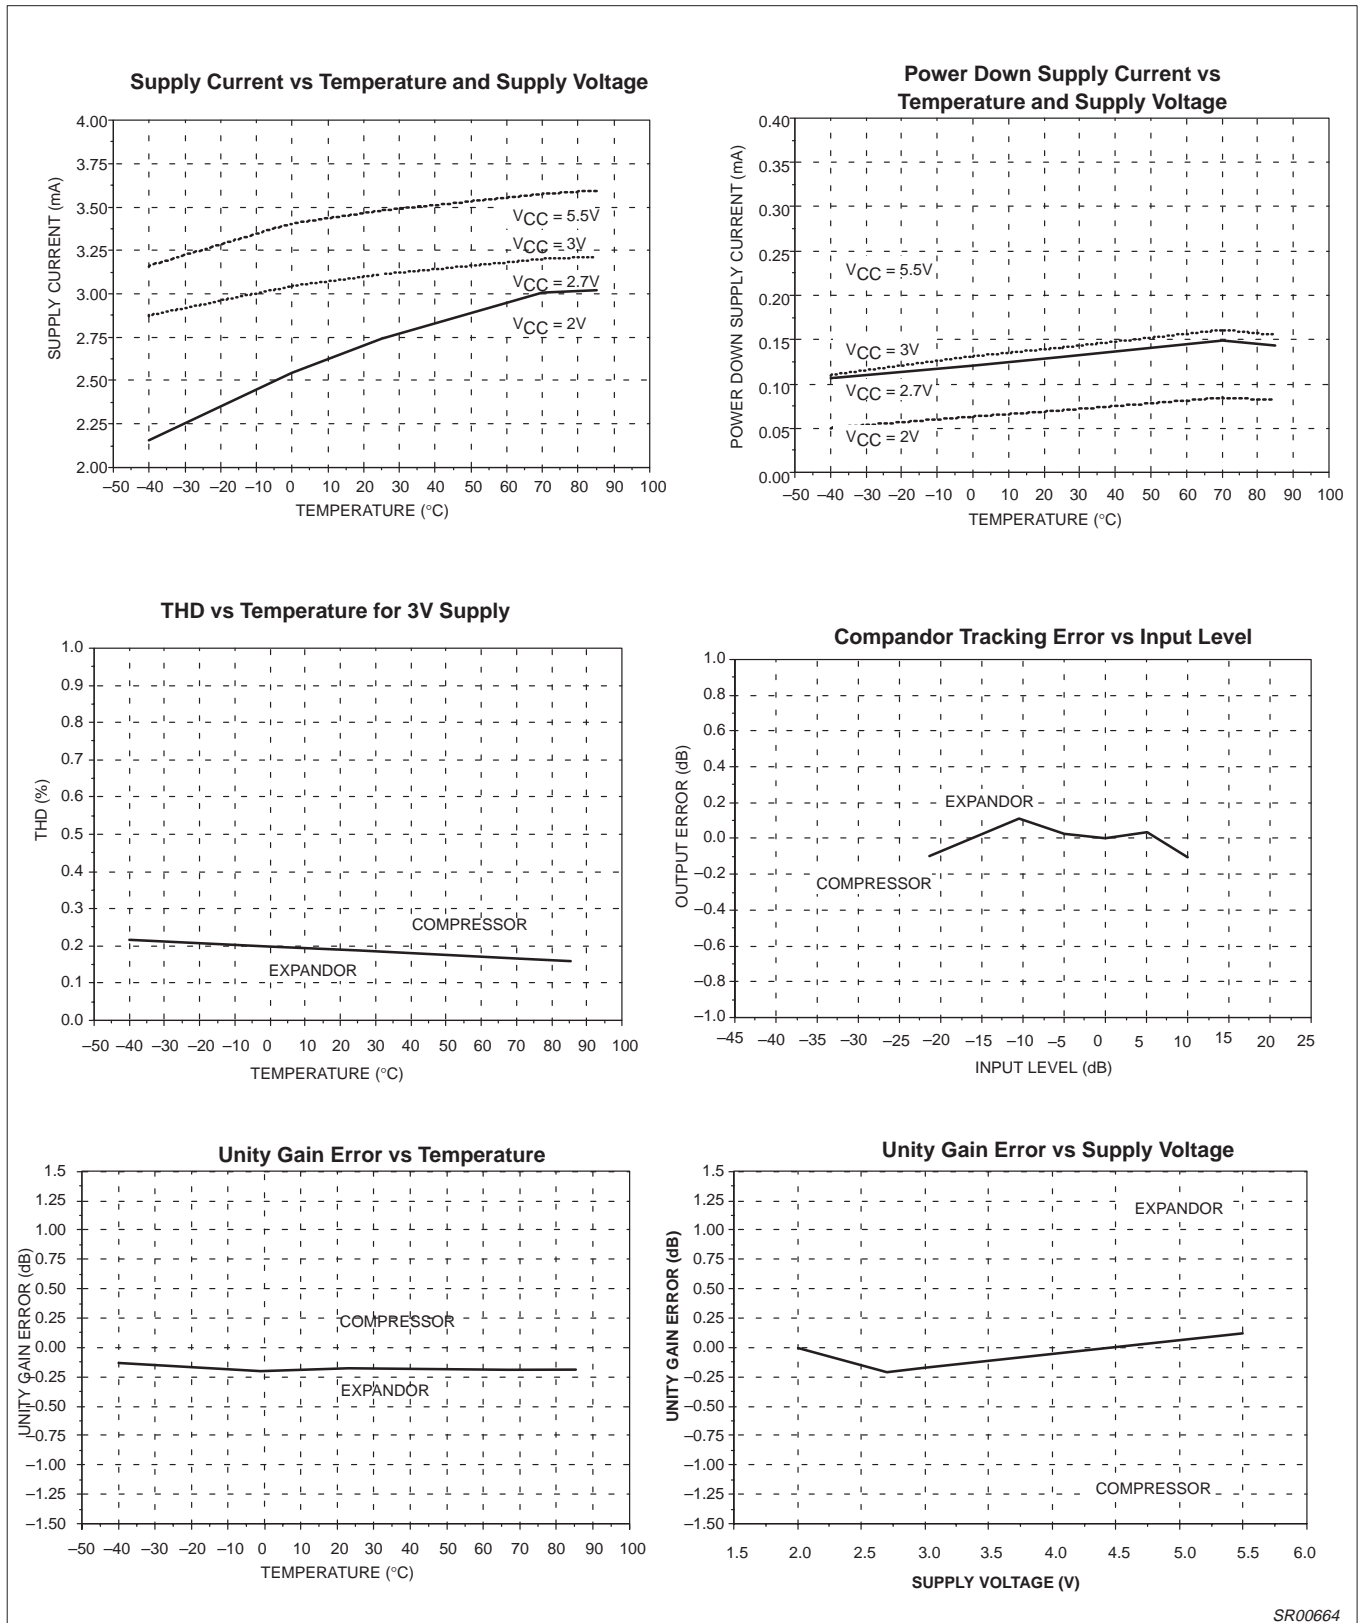 Supply Current vs Temperature and Supply Voltage
SUPPLY CURRENT (mA)
4.00
3.75
3.50
3.25
3.00
2.75
2.50
2.25
2.00
VCC = 5.5V
VCC = 3V
VCC = 2.7V
VCC = 2V
–50 –40 –30 –20 –10 0 10 20 30 40 50 60 70 80 90 100
TEMPERATURE (°C)
Power Down Supply Current vs
Temperature and Supply Voltage
POWER DOWN SUPPLY CURRENT (mA)
0.40
0.35
0.30
0.25
0.20
0.15
0.10
0.05
0.00
VCC = 5.5V
VCC = 3V
VCC = 2.7V
VCC = 2V
–50 –40 –30 –20 –10 0 10 20 30 40 50 60 70 80 90 100
TEMPERATURE (°C)
THD vs Temperature for 3V Supply
THD (%)
1.0
0.9
0.8
0.7
0.6
0.5
0.4
0.3
0.2
0.1
0.0
COMPRESSOR
EXPANDOR
–50 –40 –30 –20 –10 0 10 20 30 40 50 60 70 80 90 100
TEMPERATURE (°C)
Compandor Tracking Error vs Input Level
OUTPUT ERROR (dB)
1.0
0.8
0.6
0.4
0.2
0.0
–0.2
–0.4
–0.6
–0.8
–1.0
EXPANDOR
COMPRESSOR
–45 –40 –35 –30 –25 –20 –15 –10 –5 0 5 10 15 20 25
INPUT LEVEL (dB)
Unity Gain Error vs Temperature
UNITY GAIN ERROR (dB)
1.5
1.25
1.00
0.75
0.50
0.25
0.00
–0.25
–0.50
–0.75
–1.00
–1.25
–1.50
COMPRESSOR
EXPANDOR
–50 –40 –30 –20 –10 0 10 20 30 40 50 60 70 80 90 100
TEMPERATURE (°C)
Unity Gain Error vs Supply Voltage
UNITY GAIN ERROR (dB)
1.5
1.25
1.00
0.75
0.50
0.25
0.00
–0.25
–0.50
–0.75
–1.00
–1.25
–1.50
EXPANDOR
COMPRESSOR
1.5 2.0 2.5 3.0 3.5 4.0 4.5 5.0 5.5 6.0
SUPPLY VOLTAGE (V)
SR00664